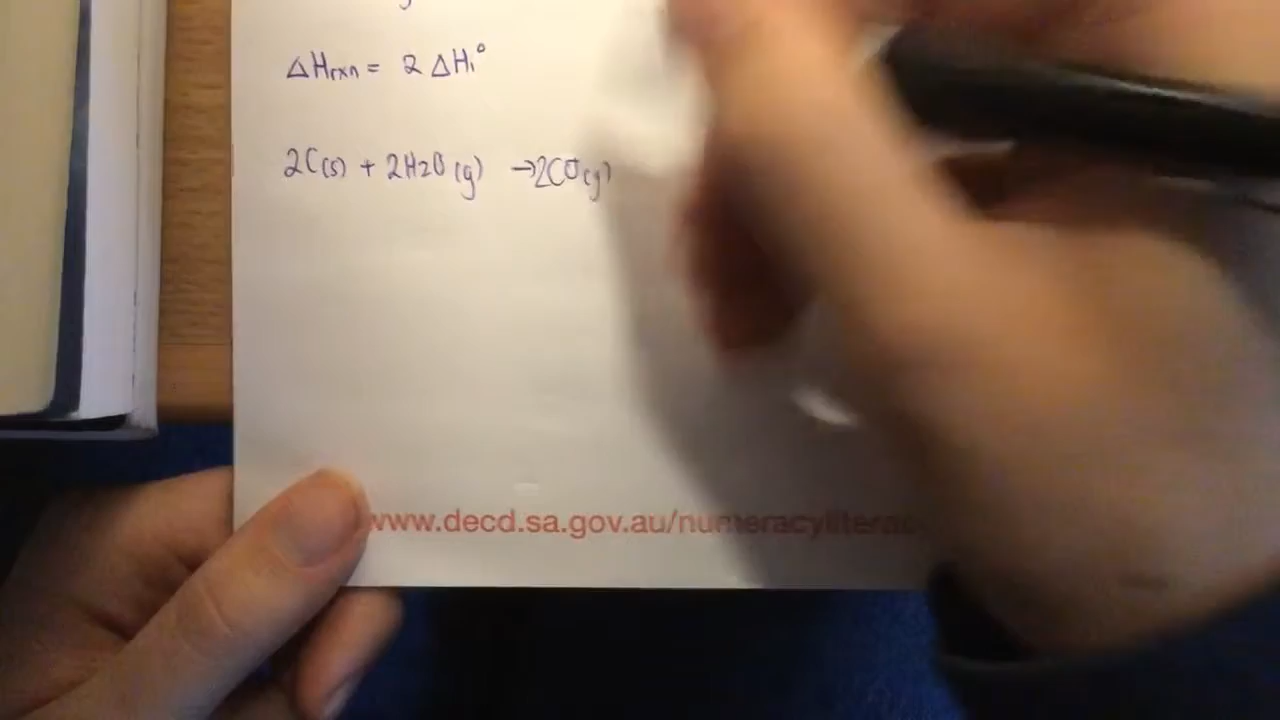 ΔHrxn = 2 ΔH₁°
2C(s) + 2H2O (g) → 2CO(g)
www.decd.sa.gov.au/numeracyliterac